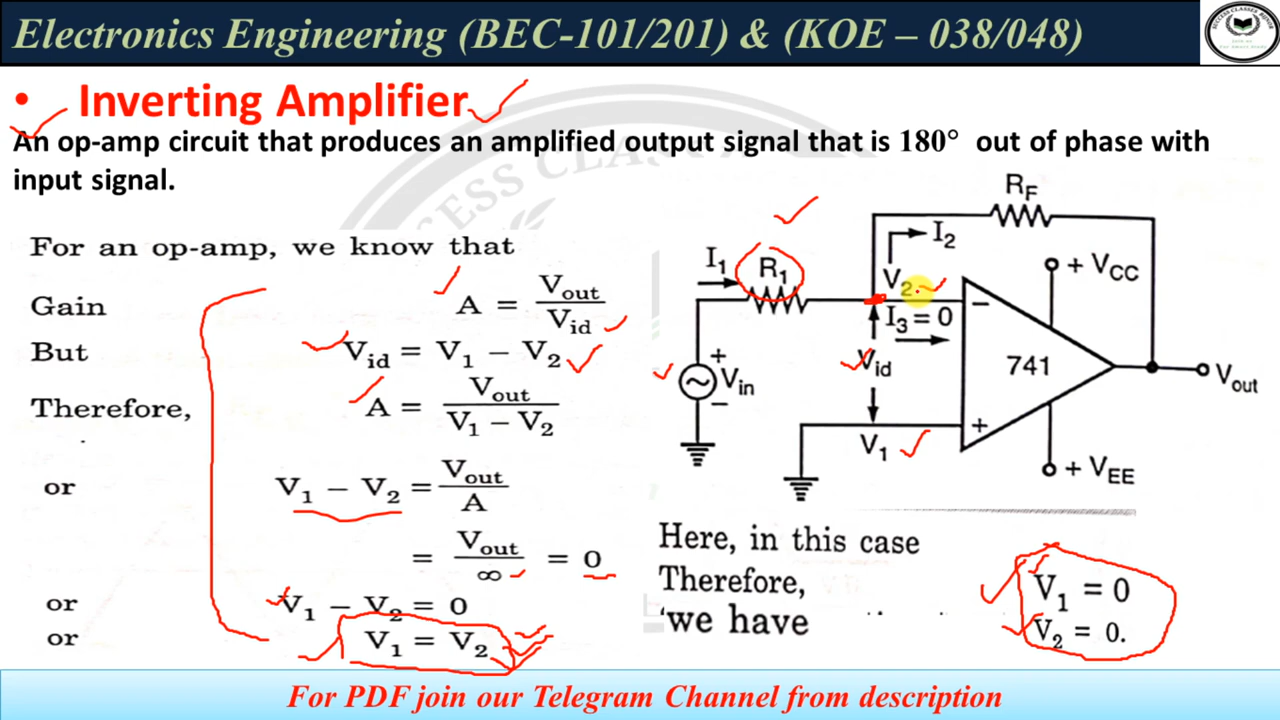 Electronics Engineering (BEC-101/201) & (KOE – 038/048)
• Inverting Amplifier
An op-amp circuit that produces an amplified output signal that is 180° out of phase with
input signal.
For an op-amp, we know that
Gain A = Vout / Vid
But Vid = V1 − V2
Therefore, A = Vout / V1 − V2
or V1 − V2 = Vout / A
= Vout / ∞ = 0
or V1 − V2 = 0
or V1 = V2
RF
I1
R1
I2
V2
I3 = 0
+ VCC
−
+
Vin
−
Vid
741
Vout
+
V1
+ VEE
Here, in this case V1 = 0
Therefore,
we have V2 = 0.
For PDF join our Telegram Channel from description